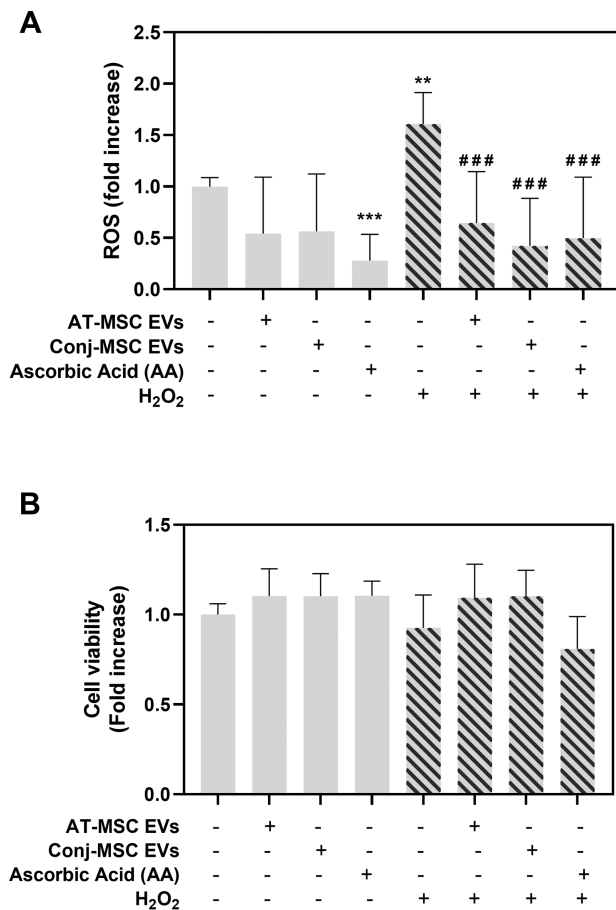 A
ROS (fold increase)
2.5
2.0
1.5
1.0
0.5
0.0
***
**
###
###
###
AT-MSC EVs - + - - - + - -
Conj-MSC EVs - - + - - - + -
Ascorbic Acid (AA) - - - + - - - +
H₂O₂ - - - - + + + +
B
Cell viability
(Fold increase)
1.5
1.0
0.5
0.0
AT-MSC EVs - + - - - + - -
Conj-MSC EVs - - + - - - + -
Ascorbic Acid (AA) - - - + - - - +
H₂O₂ - - - - + + + +